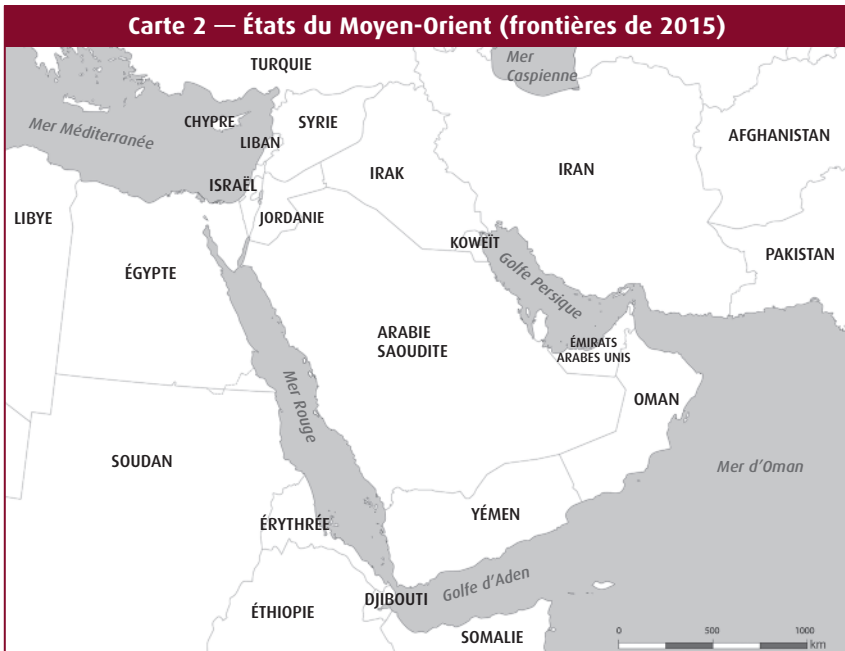 Carte 2 — États du Moyen-Orient (frontières de 2015)
TURQUIE
Mer
Caspienne
Mer Méditerranée
CHYPRE
SYRIE
LIBAN
AFGHANISTAN
IRAK
IRAN
ISRAËL
LIBYE
JORDANIE
KOWEÏT
PAKISTAN
ÉGYPTE
Golfe Persique
ARABIE
SAOUDITE
ÉMIRATS
ARABES UNIS
Mer Rouge
OMAN
SOUDAN
Mer d'Oman
YÉMEN
ÉRYTHRÉE
Golfe d'Aden
DJIBOUTI
ÉTHIOPIE
SOMALIE
0 500 1000
km